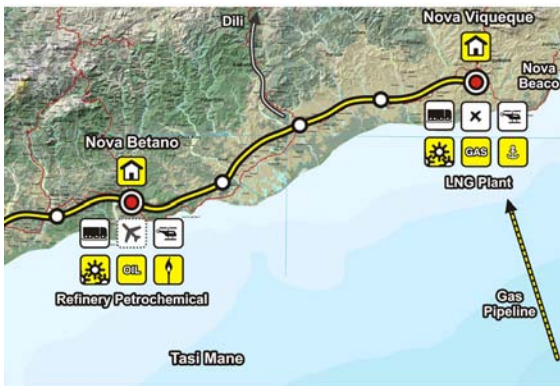 Dili
Nova Viqueque
Nova
Beaco
Nova Betano
GAS
LNG Plant
OIL
Refinery Petrochemical
Gas
Pipeline
Tasi Mane